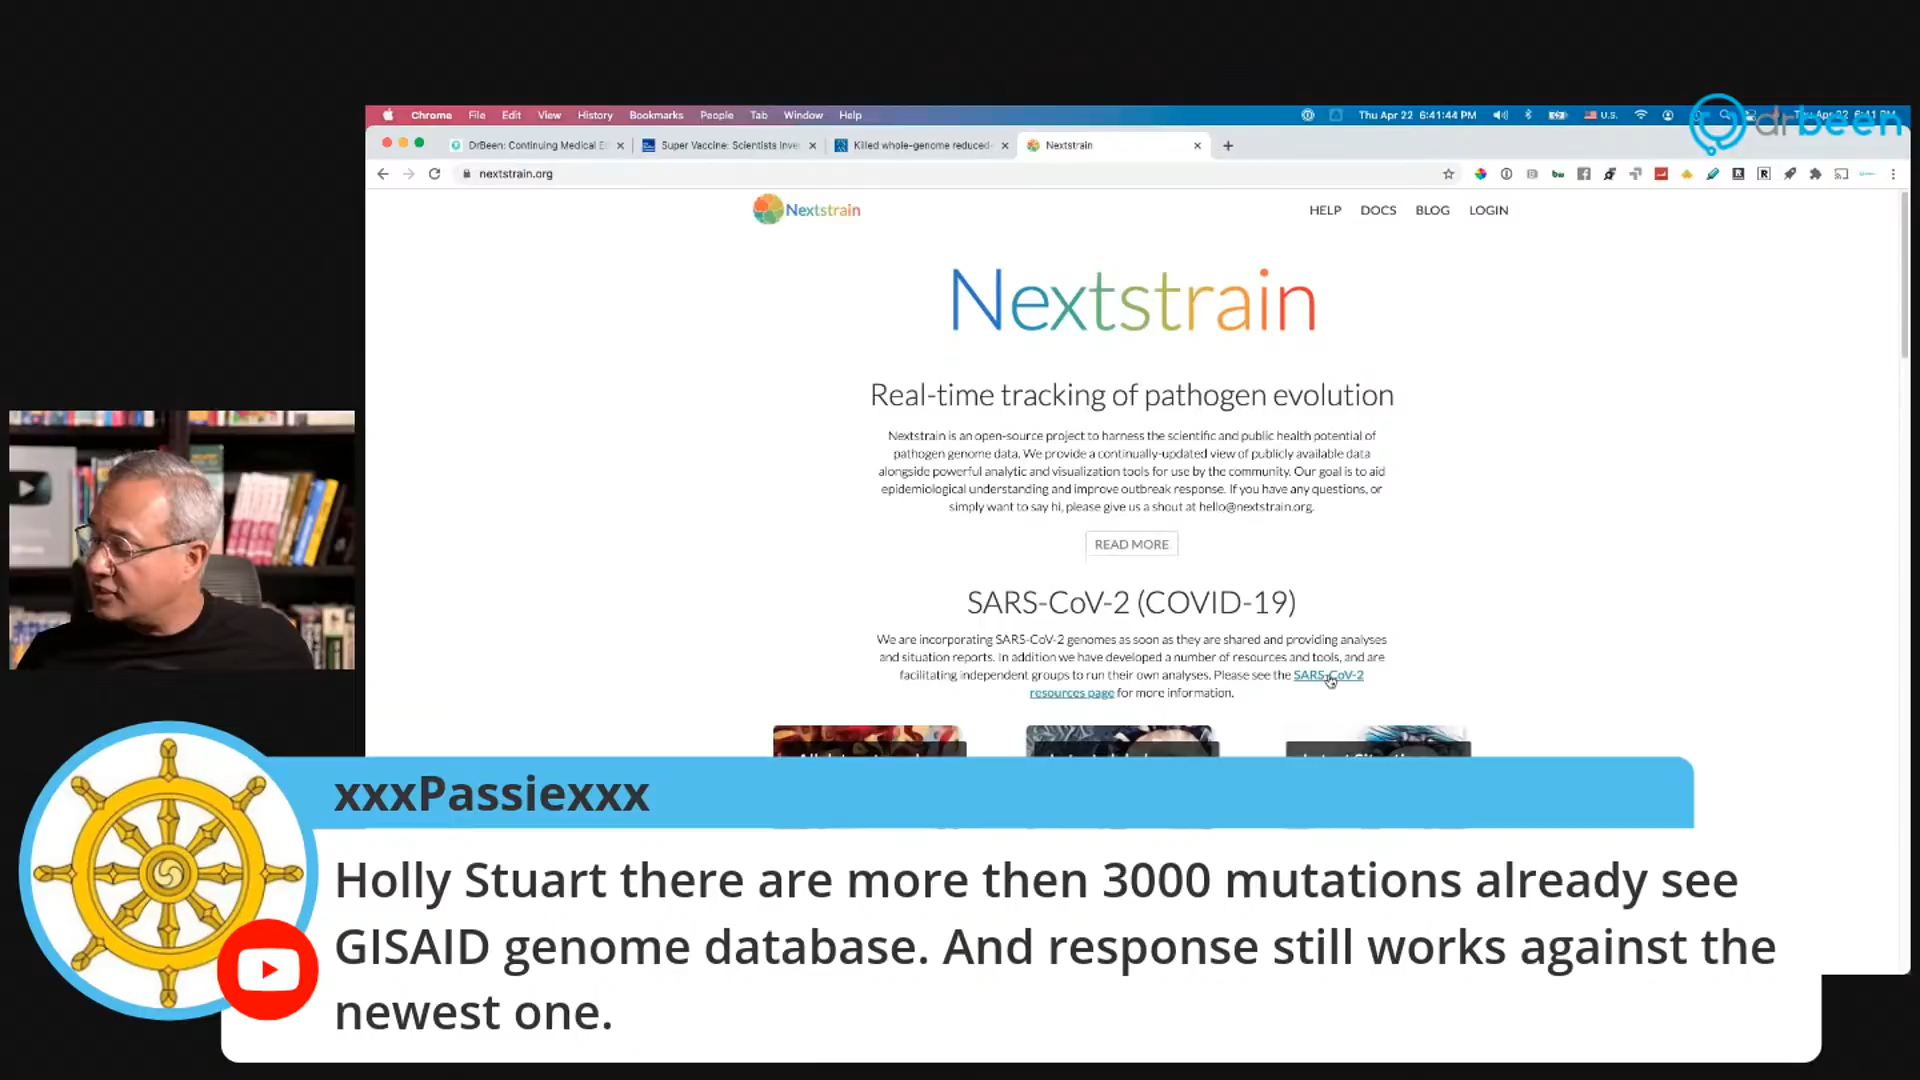 Chrome File Edit View History Bookmarks People Tab Window Help Thu Apr 22 6:41:44 PM U.S.
drbeen
DrBeen: Continuing Medical Super Vaccine: Scientists Killed whole-genome reduced- Nextstrain
nextstrain.org
Nextstrain HELP DOCS BLOG LOGIN
Nextstrain
Real-time tracking of pathogen evolution
Nextstrain is an open-source project to harness the scientific and public health potential of
pathogen genome data. We provide a continually-updated view of publicly available data
alongside powerful analytic and visualization tools for use by the community. Our goal is to aid
epidemiological understanding and improve outbreak response. If you have any questions, or
simply want to say hi, please give us a shout at hello@nextstrain.org.
READ MORE
SARS-CoV-2 (COVID-19)
We are incorporating SARS-CoV-2 genomes as soon as they are shared and providing analyses
and situation reports. In addition we have developed a number of resources and tools, and are
facilitating independent groups to run their own analyses. Please see the SARS-CoV-2
resources page for more information.
xxxPassiexxx
Holly Stuart there are more then 3000 mutations already see
GISAID genome database. And response still works against the
newest one.